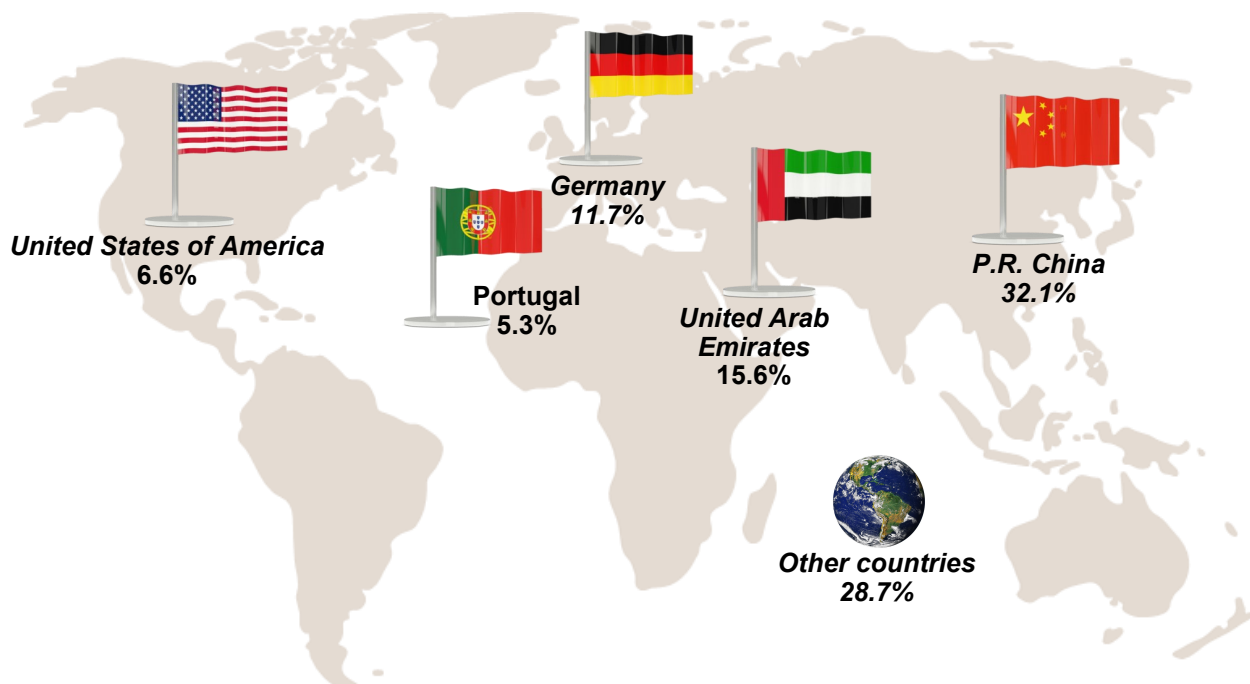 Germany
11.7%
United States of America
6.6%
Portugal
5.3%
United Arab
Emirates
15.6%
P.R. China
32.1%
Other countries
28.7%